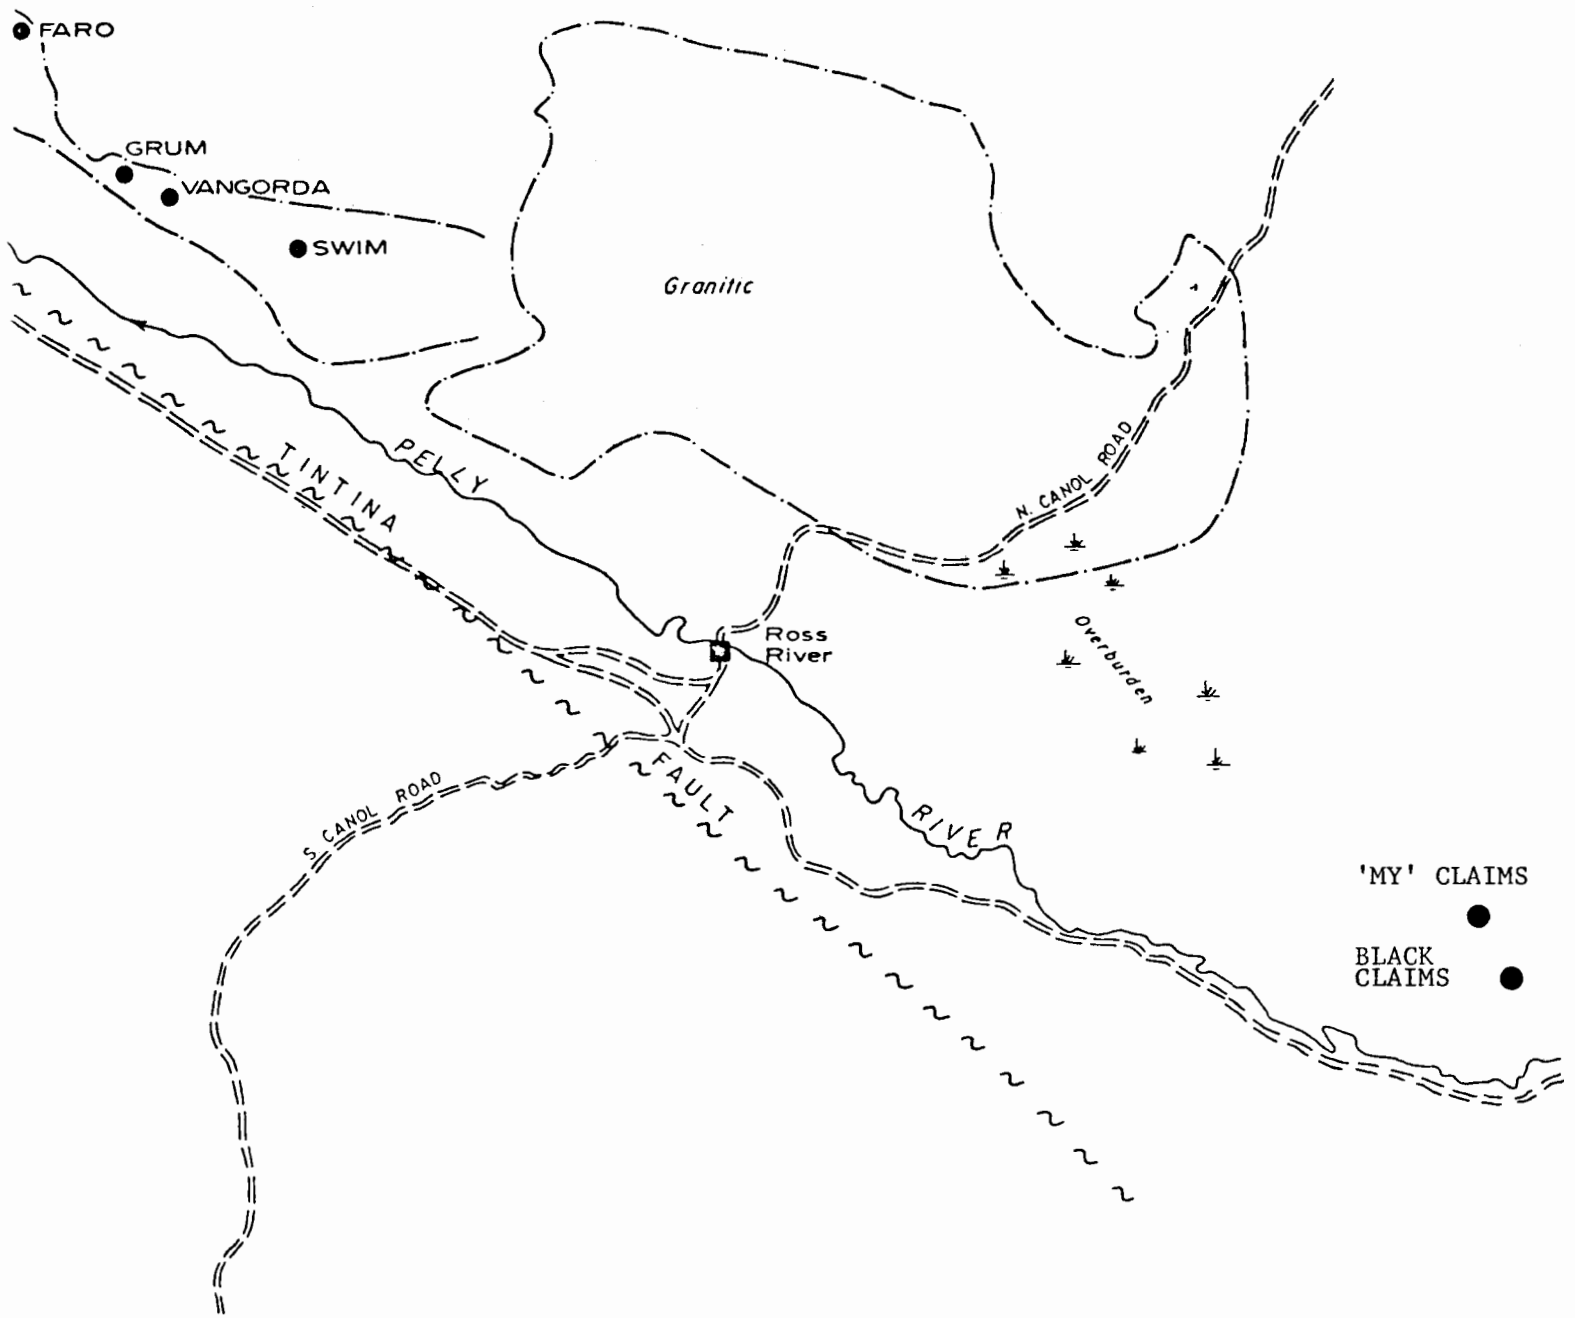 FARO
GRUM
VANGORDA
SWIM
Granitic
PELLY
TINTINA
N. CANOL ROAD
Ross
River
Overburden
FAULT
S. CANOL ROAD
RIVER
'MY' CLAIMS
BLACK
CLAIMS